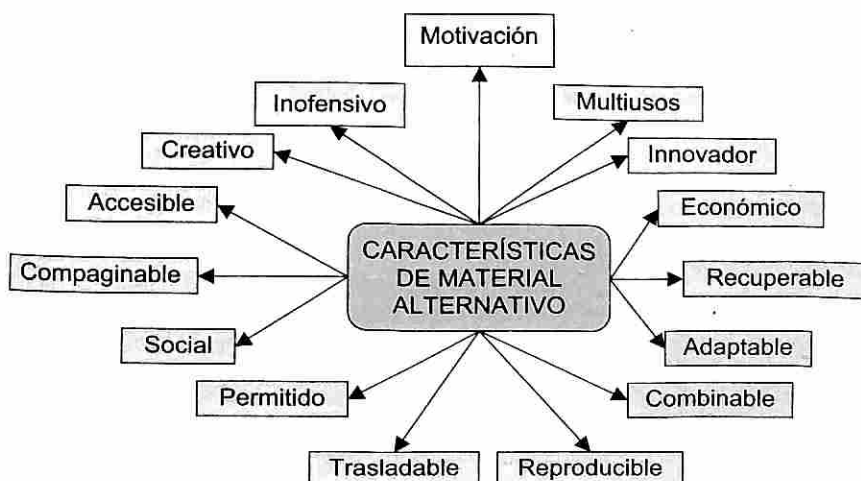 Motivación
Inofensivo
Multiusos
Creativo
Innovador
Accesible
Económico
CARACTERÍSTICAS
DE MATERIAL
ALTERNATIVO
Compaginable
Recuperable
Social
Adaptable
Permitido
Combinable
Trasladable
Reproducible